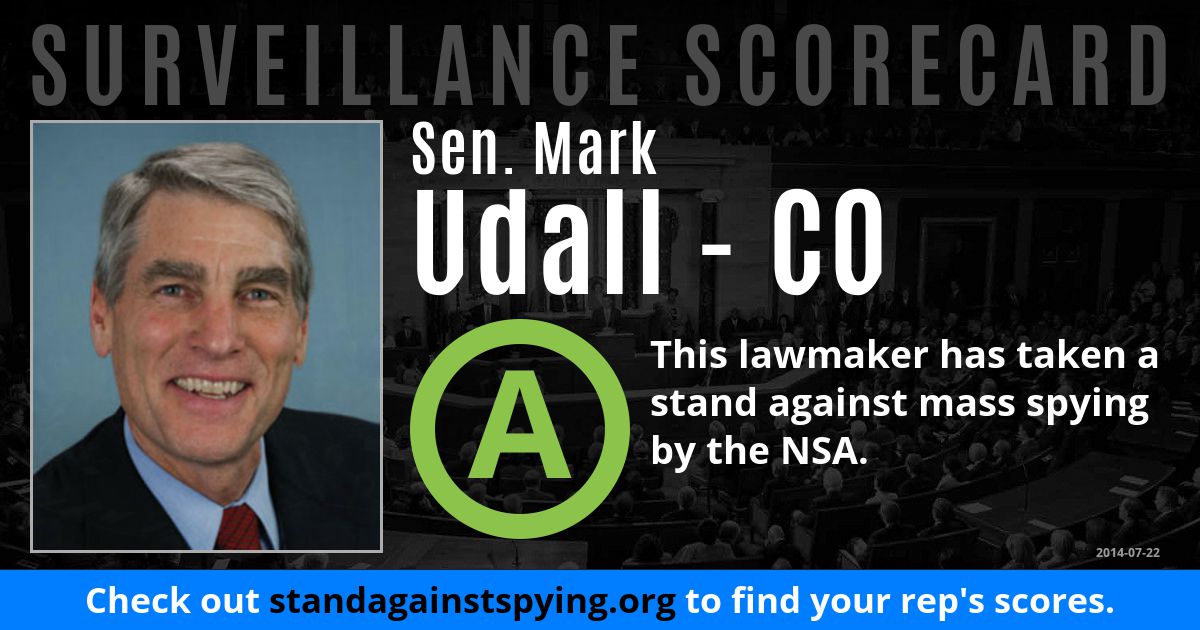 SURVEILLANCE SCORECARD
Sen. Mark
Udall - CO
A
This lawmaker has taken a
stand against mass spying
by the NSA.
2014-07-22
Check out standagainstspying.org to find your rep's scores.